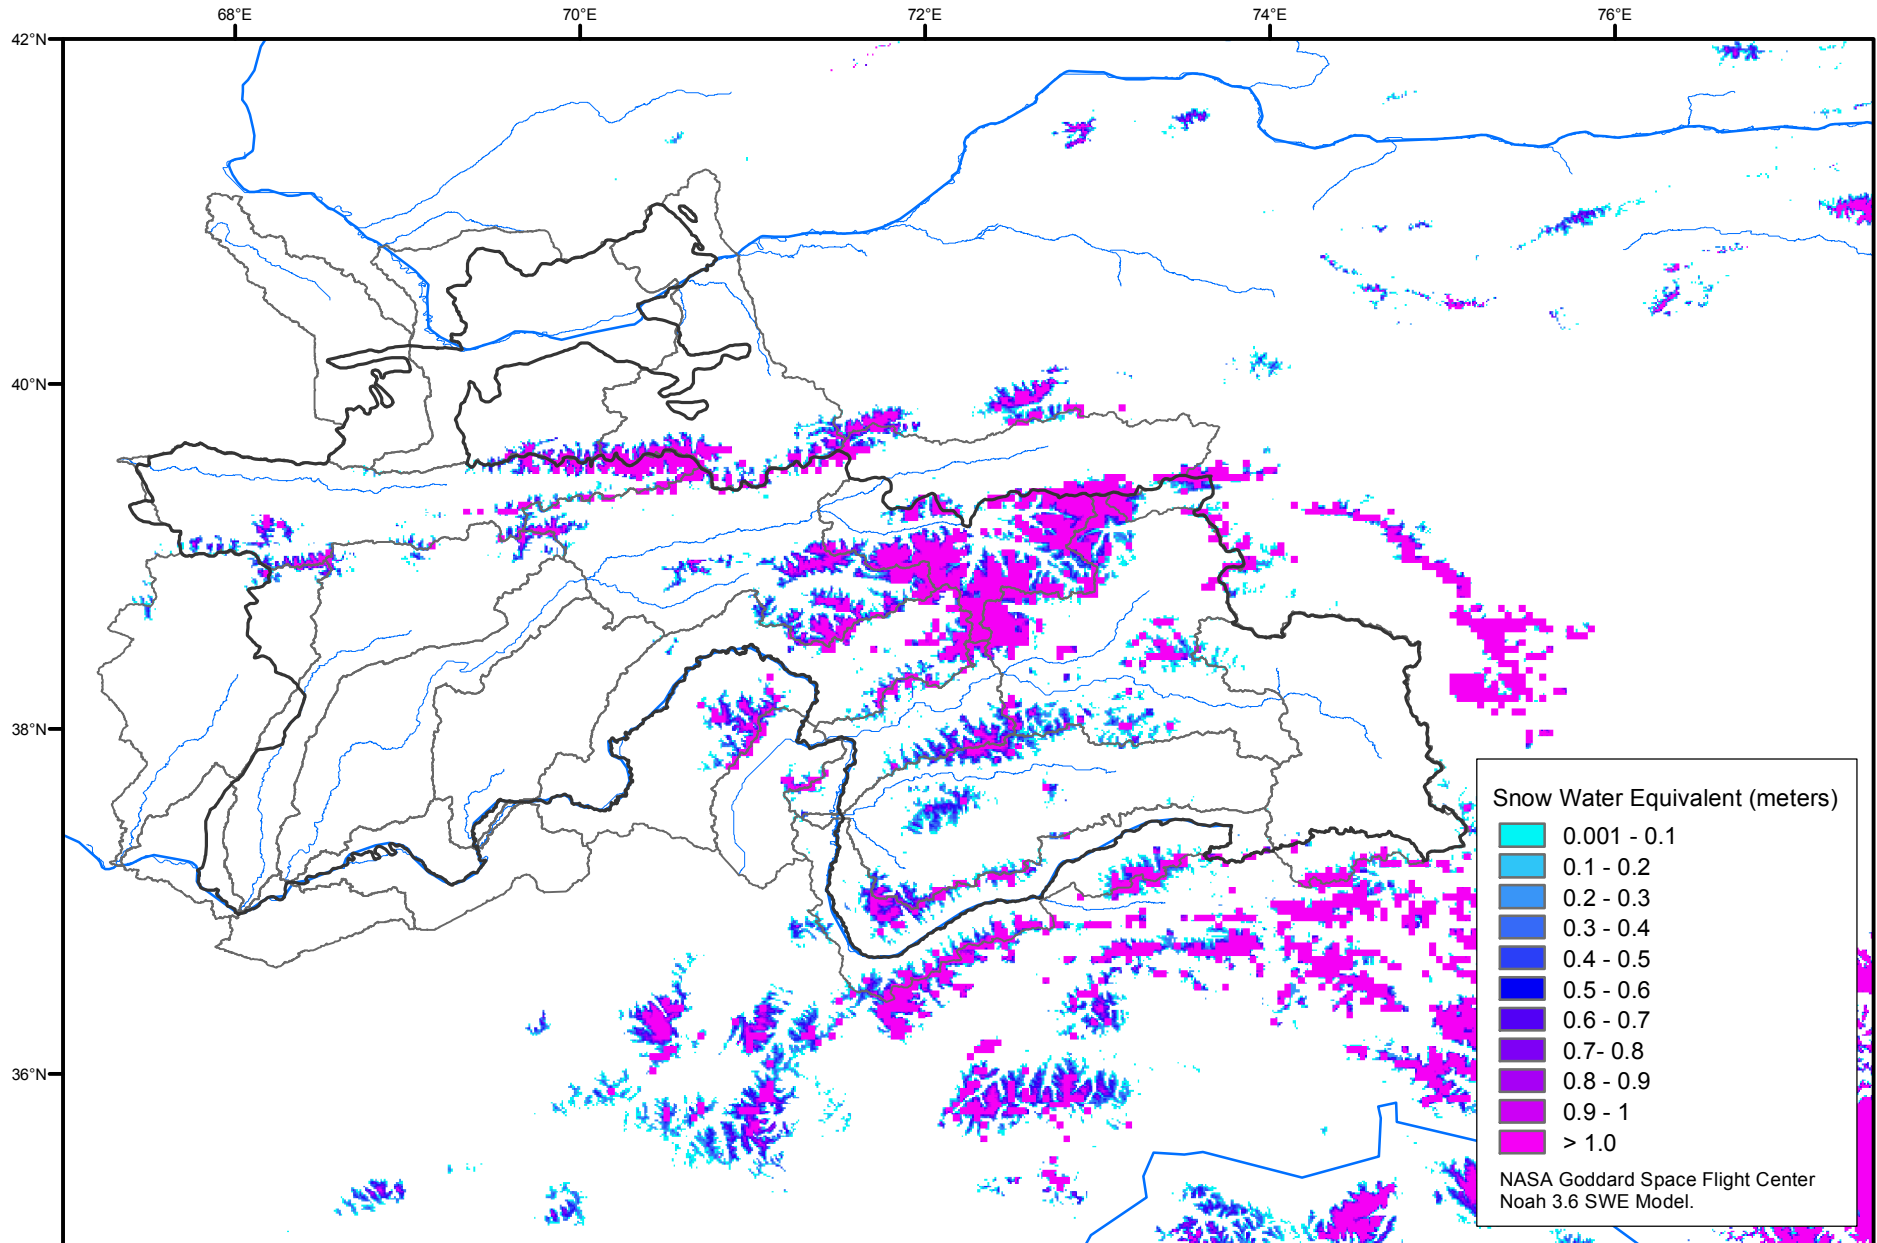 68°E 70°E 72°E 74°E 76°E
42°N
40°N
38°N
36°N
Snow Water Equivalent (meters)
0.001 - 0.1
0.1 - 0.2
0.2 - 0.3
0.3 - 0.4
0.4 - 0.5
0.5 - 0.6
0.6 - 0.7
0.7- 0.8
0.8 - 0.9
0.9 - 1
> 1.0
NASA Goddard Space Flight Center
Noah 3.6 SWE Model.